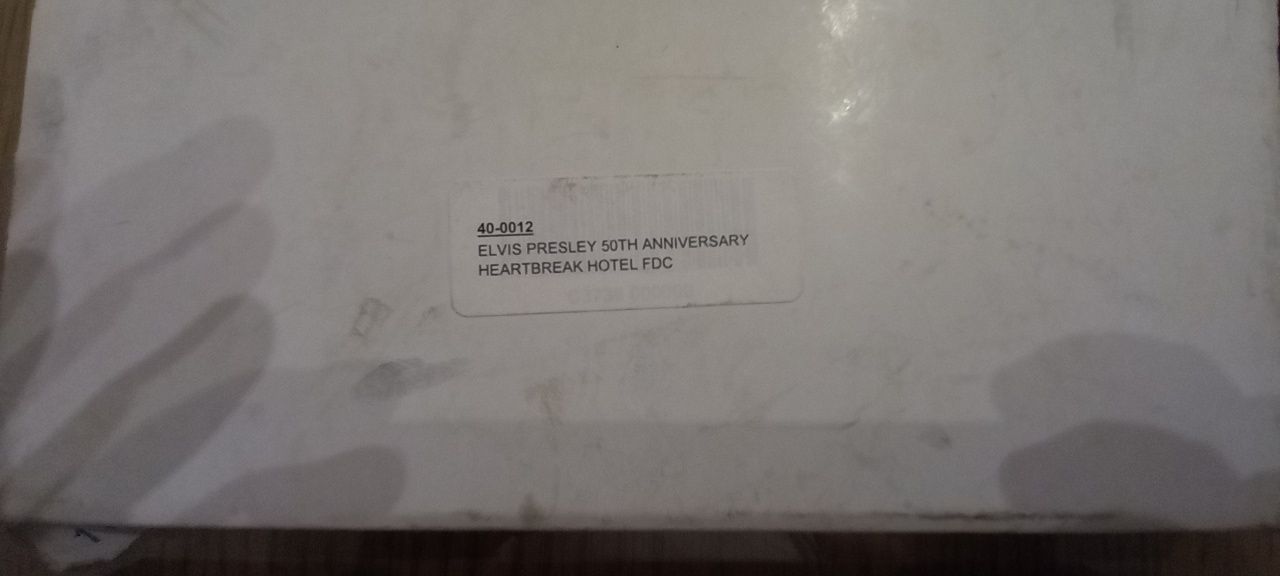 40-0012
ELVIS PRESLEY 50TH ANNIVERSARY
HEARTBREAK HOTEL FDC